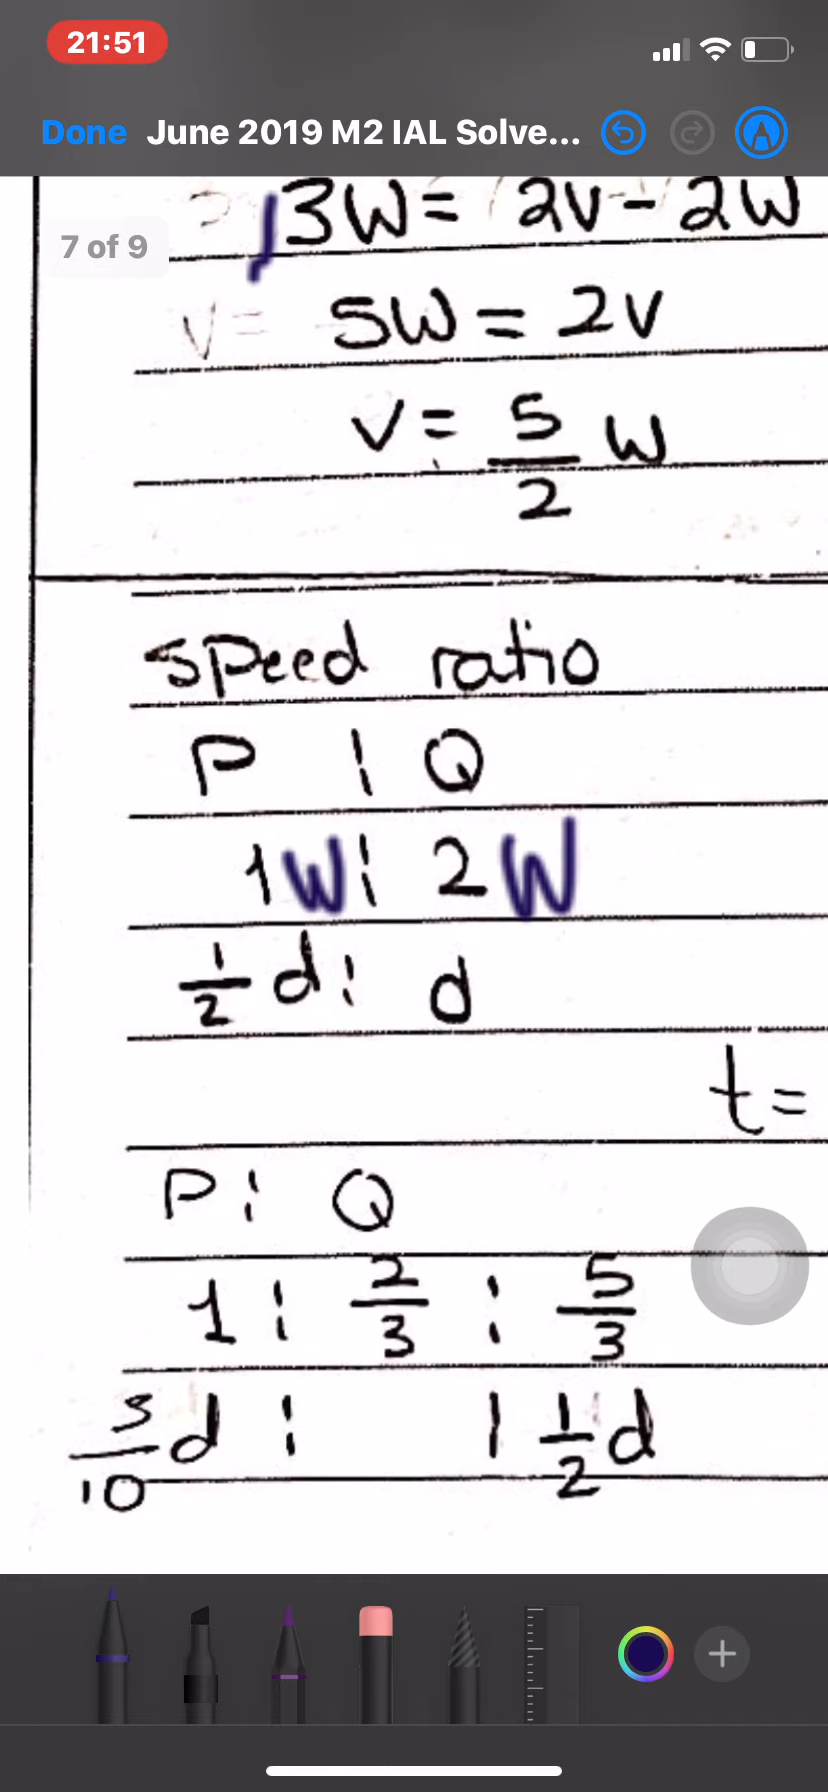 21:51
Done June 2019 M2 IAL Solve...
3W = 2v - 2W
7 of 9
v = 5W = 2v
v = 5/2 W
speed ratio
P : Q
1W : 2W
1/2 d : d
t =
P : Q
1 : 2/3 : 5/3
3/10 d : | 1/2 d